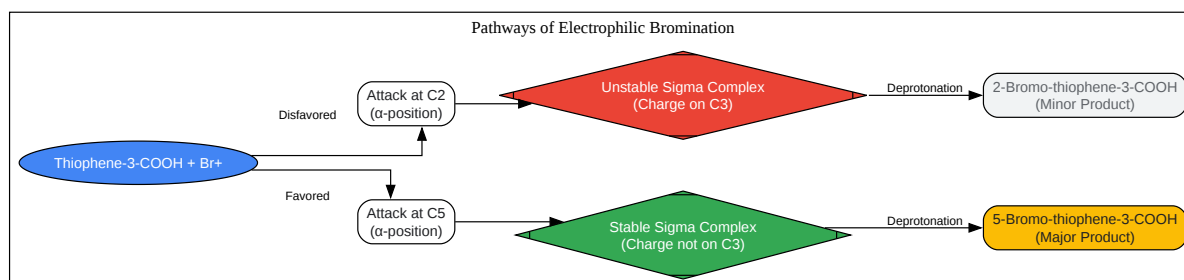 Pathways of Electrophilic Bromination
Thiophene-3-COOH + Br+
Disfavored
Favored
Attack at C2
(α-position)
Unstable Sigma Complex
(Charge on C3)
Deprotonation
2-Bromo-thiophene-3-COOH
(Minor Product)
Attack at C5
(α-position)
Stable Sigma Complex
(Charge not on C3)
Deprotonation
5-Bromo-thiophene-3-COOH
(Major Product)